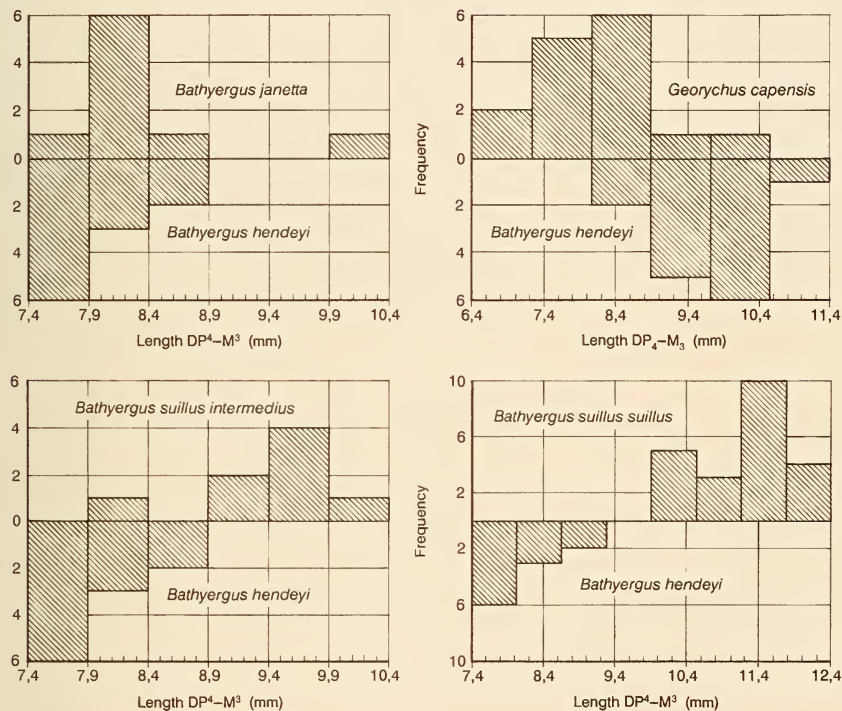 6
4
2
0
2
4
6
Bathyergus janetta
Bathyergus hendeyi
7,4 7,9 8,4 8,9 9,4 9,9 10,4
Length DP⁴–M³ (mm)
Frequency
6
4
2
0
2
4
6
Georychus capensis
Bathyergus hendeyi
6,4 7,4 8,4 9,4 10,4 11,4
Length DP₄–M₃ (mm)
6
4
2
0
2
4
6
Bathyergus suillus intermedius
Bathyergus hendeyi
7,4 7,9 8,4 8,9 9,4 9,9 10,4
Length DP⁴–M³ (mm)
Frequency
10
6
2
2
6
10
Bathyergus suillus suillus
Bathyergus hendeyi
7,4 8,4 9,4 10,4 11,4 12,4
Length DP⁴–M³ (mm)